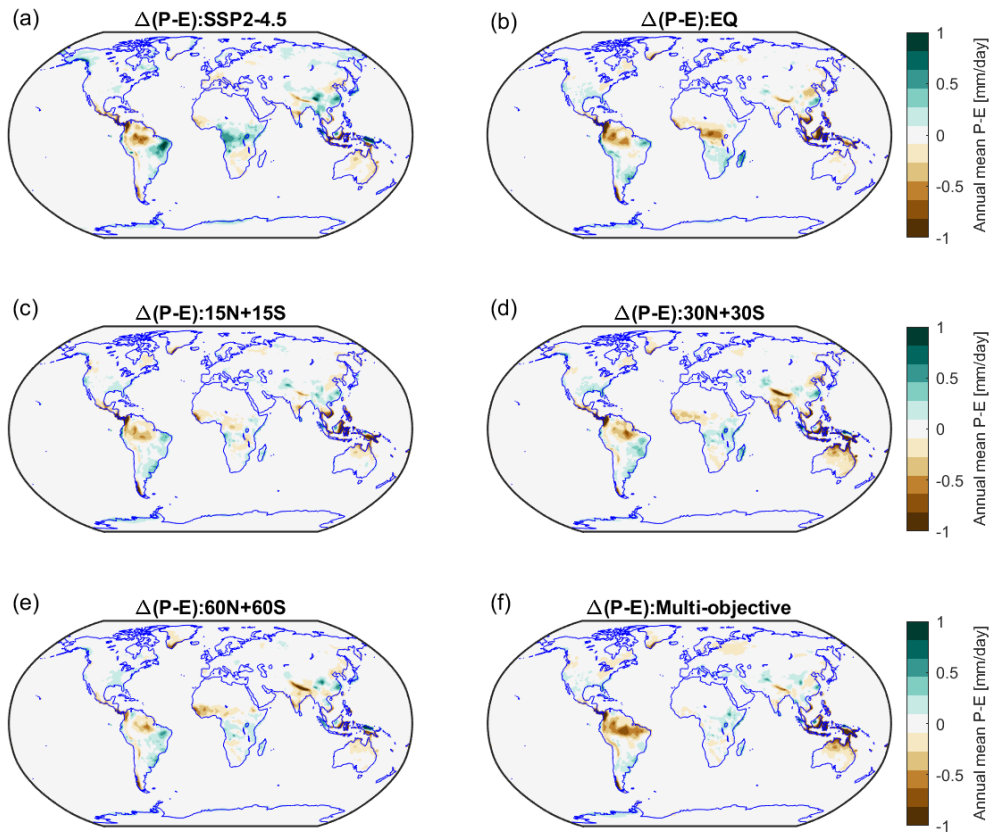 (a)
△(P-E):SSP2-4.5
(b)
△(P-E):EQ
1
0.5
0
-0.5
-1
Annual mean P-E [mm/day]
(c)
△(P-E):15N+15S
(d)
△(P-E):30N+30S
1
0.5
0
-0.5
-1
Annual mean P-E [mm/day]
(e)
△(P-E):60N+60S
(f)
△(P-E):Multi-objective
1
0.5
0
-0.5
-1
Annual mean P-E [mm/day]